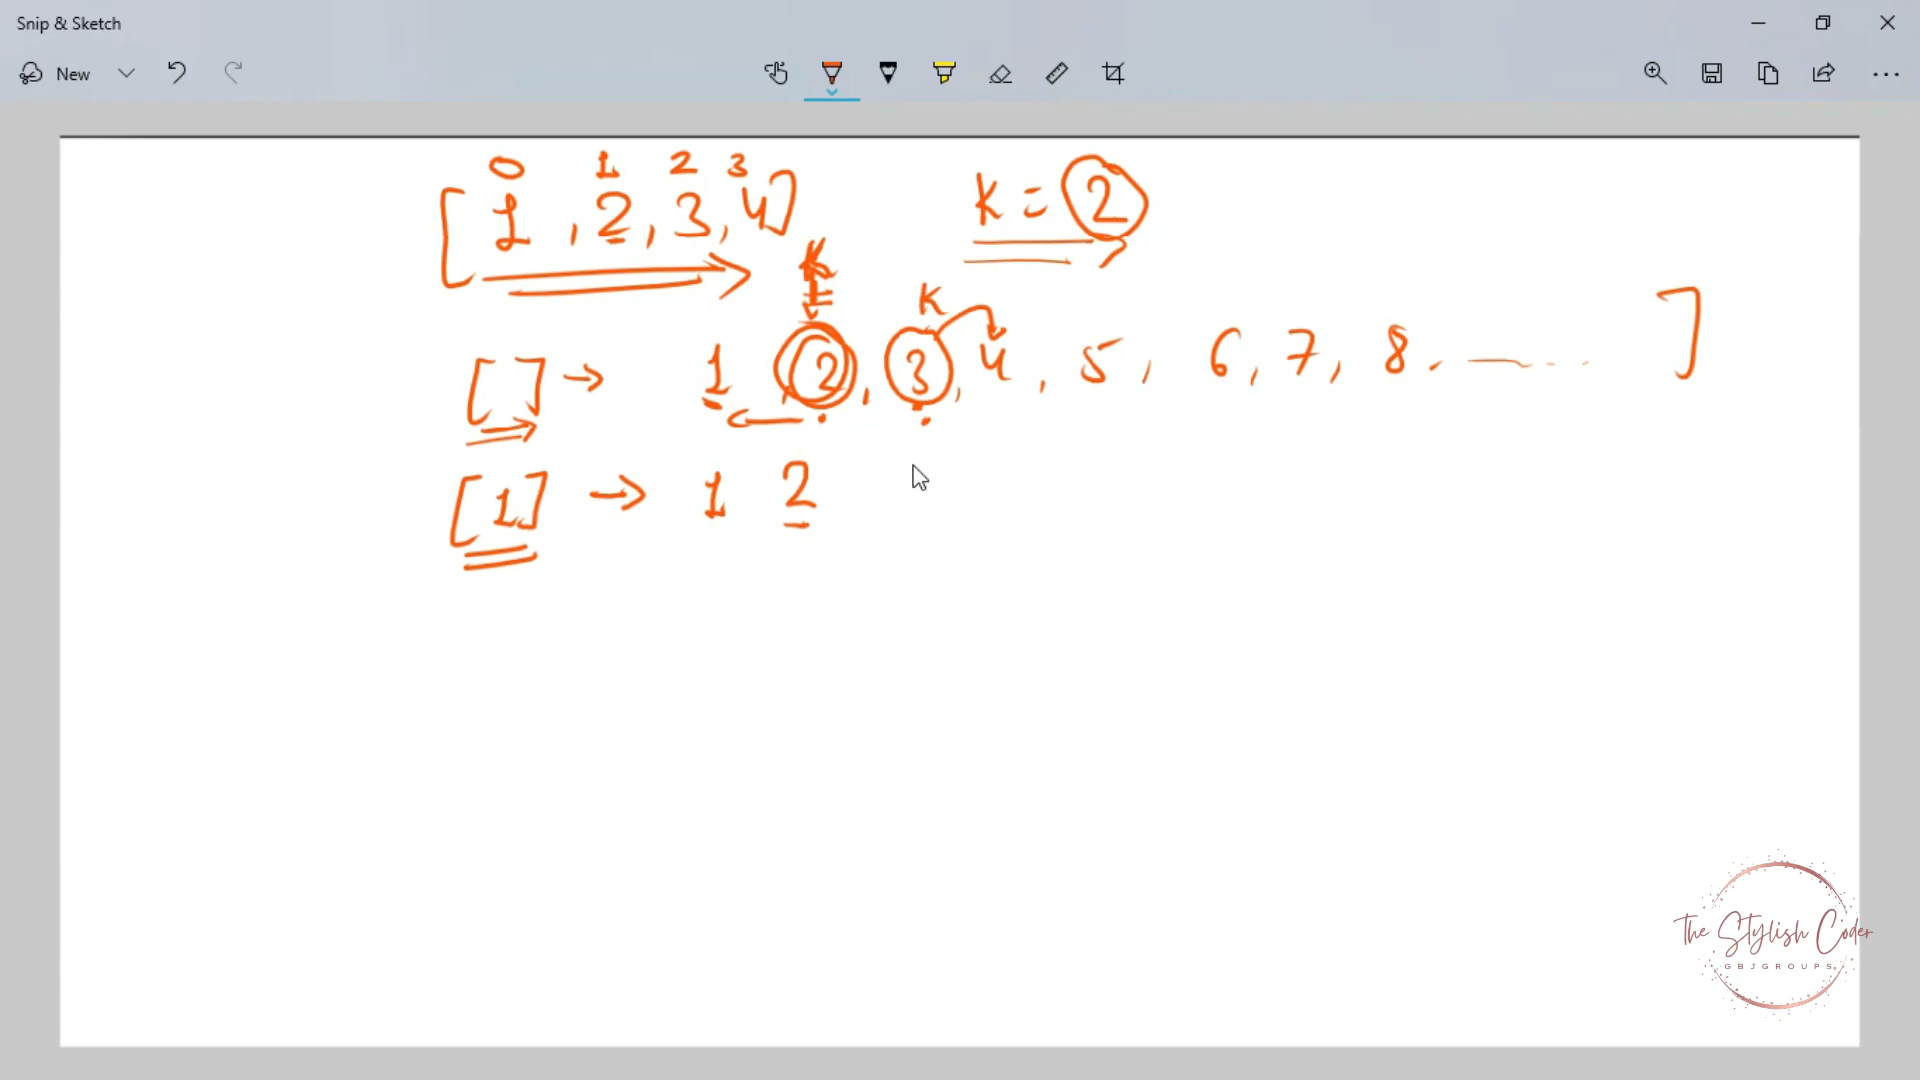 Snip & Sketch
New
0 1 2 3
[1, 2, 3, 4]
K = 2
K
K
[ ] → 1, 2, 3, 4, 5, 6, 7, 8, — ... ]
[1] → 1 2
The Stylish Coder
GBJGROUPS